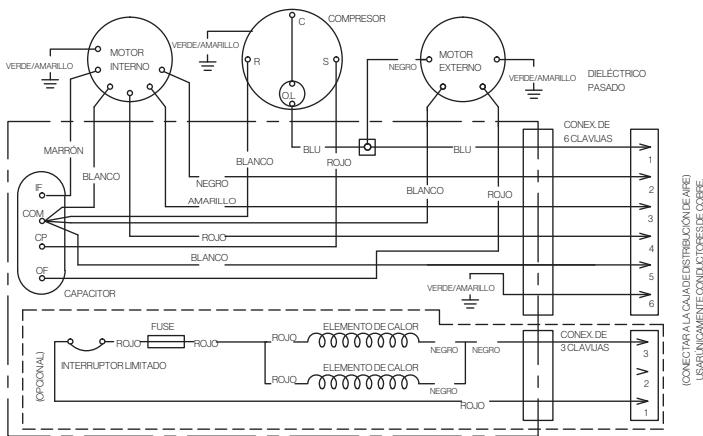 COMPRESOR
C
R
S
O.L
VERDE/AMARILLO
MOTOR
INTERNO
VERDE/AMARILLO
MOTOR
EXTERNO
NEGRO
VERDE/AMARILLO
DIELÉCTRICO
PASADO
CONEX. DE
6 CLAVIJAS
MARRÓN
BLANCO
BLANCO
BLU
ROJO
BLU
NEGRO
AMARILLO
BLANCO
ROJO
ROJO
BLANCO
IF
COM
CP
OF
CAPACITOR
VERDE/AMARILLO
1
2
3
4
5
6
(OPCIONAL)
INTERRUPTOR LIMITADO
ROJO
FUSE
ROJO
ROJO
ELEMENTO DE CALOR
NEGRO
NEGRO
ROJO
ELEMENTO DE CALOR
NEGRO
ROJO
CONEX. DE
3 CLAVIJAS
3
2
1
(CONECTAR A LA CAJA DE DISTRIBUCIÓN DE AIRE)
USAR ÚNICAMENTE CONDUCTORES DE COBRE.